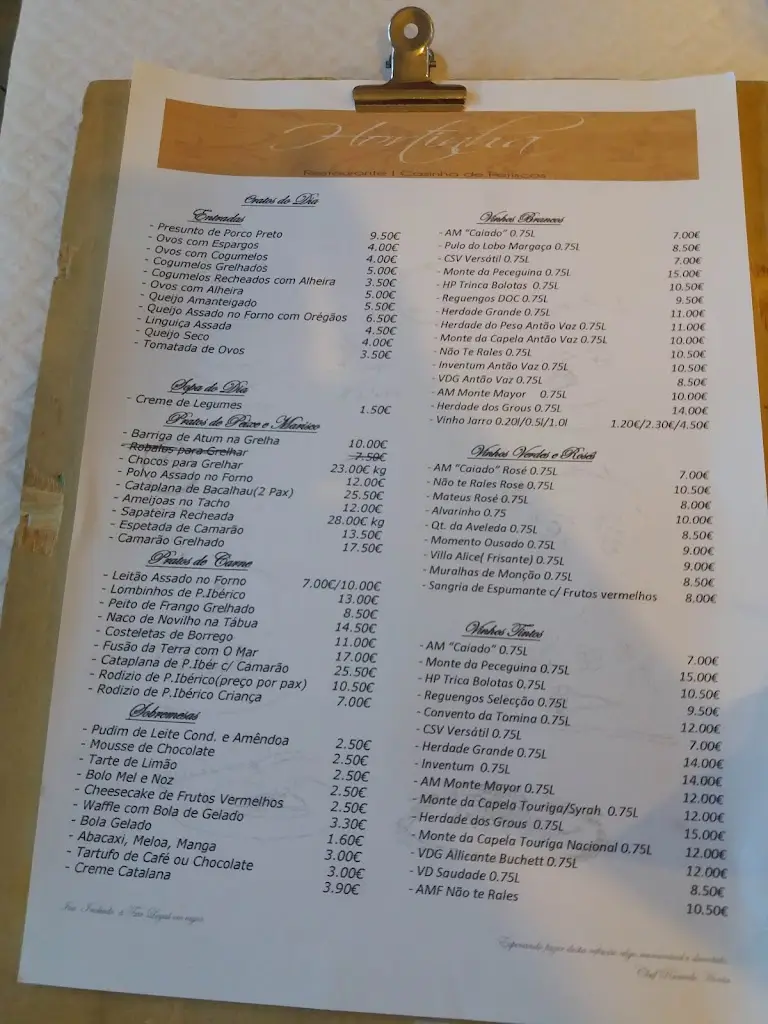 Hortinha
Restaurante | Casinha de Petiscos
Pratos do Dia
Entradas
- Presunto de Porco Preto 9.50€
- Ovos com Espargos 4.00€
- Ovos com Cogumelos 4.00€
- Cogumelos Grelhados 5.00€
- Cogumelos Recheados com Alheira 3.50€
- Ovos com Alheira 5.00€
- Queijo Amanteigado 5.50€
- Queijo Assado no Forno com Orégãos 6.50€
- Linguiça Assada 4.50€
- Queijo Seco 4.00€
- Tomatada de Ovos 3.50€
Sopa do Dia
- Creme de Legumes 1.50€
Pratos de Peixe e Marisco
- Barriga de Atum na Grelha 10.00€
- Robalos para Grelhar 7.50€
- Chocos para Grelhar 23.00€ kg
- Polvo Assado no Forno 12.00€
- Cataplana de Bacalhau(2 Pax) 25.50€
- Ameijoas no Tacho 12.00€
- Sapateira Recheada 28.00€ kg
- Espetada de Camarão 13.50€
- Camarão Grelhado 17.50€
Pratos de Carne
- Leitão Assado no Forno 7.00€/10.00€
- Lombinhos de P.Ibérico 13.00€
- Peito de Frango Grelhado 8.50€
- Naco de Novilho na Tábua 14.50€
- Costeletas de Borrego 11.00€
- Fusão da Terra com O Mar 17.00€
- Cataplana de P.Ibér c/ Camarão 25.50€
- Rodizio de P.Ibérico(preço por pax) 10.50€
- Rodizio de P.Ibérico Criança 7.00€
Sobremesas
- Pudim de Leite Cond. e Amêndoa 2.50€
- Mousse de Chocolate 2.50€
- Tarte de Limão 2.50€
- Bolo Mel e Noz 2.50€
- Cheesecake de Frutos Vermelhos 2.50€
- Waffle com Bola de Gelado 3.30€
- Bola Gelado 1.60€
- Abacaxi, Meloa, Manga 3.00€
- Tartufo de Café ou Chocolate 3.00€
- Creme Catalana 3.90€
Iva Incluido á Tax Legal em vigor
Vinhos Brancos
- AM "Caiado" 0.75L 7.00€
- Pulo do Lobo Margaça 0.75L 8.50€
- CSV Versátil 0.75L 7.00€
- Monte da Peceguina 0.75L 15.00€
- HP Trinca Bolotas 0.75L 10.50€
- Reguengos DOC 0.75L 9.50€
- Herdade Grande 0.75L 11.00€
- Herdade do Peso Antão Vaz 0.75L 11.00€
- Monte da Capela Antão Vaz 0.75L 10.00€
- Não Te Rales 0.75L 10.50€
- Inventum Antão Vaz 0.75L 10.50€
- VDG Antão Vaz 0.75L 8.50€
- AM Monte Mayor 0.75L 10.00€
- Herdade dos Grous 0.75L 14.00€
- Vinho Jarro 0.20l/0.5l/1.0l 1.20€/2.30€/4.50€
Vinhos Verdes e Rosés
- AM "Caiado" Rosé 0.75L 7.00€
- Não te Rales Rose 0.75L 10.50€
- Mateus Rosé 0.75L 8.00€
- Alvarinho 0.75 10.00€
- Qt. da Aveleda 0.75L 8.50€
- Momento Ousado 0.75L 9.00€
- Villa Alice( Frisante) 0.75L 9.00€
- Muralhas de Monção 0.75L 8.50€
- Sangria de Espumante c/ Frutos vermelhos 8.00€
Vinhos Tintos
- AM "Caiado" 0.75L 7.00€
- Monte da Peceguina 0.75L 15.00€
- HP Trica Bolotas 0.75L 10.50€
- Reguengos Selecção 0.75L 9.50€
- Convento da Tomina 0.75L 12.00€
- CSV Versátil 0.75L 7.00€
- Herdade Grande 0.75L 14.00€
- Inventum 0.75L 14.00€
- AM Monte Mayor 0.75L 12.00€
- Monte da Capela Touriga/Syrah 0.75L 12.00€
- Herdade dos Grous 0.75L 15.00€
- Monte da Capela Touriga Nacional 0.75L 12.00€
- VDG Allicante Buchett 0.75L 12.00€
- VD Saudade 0.75L 8.50€
- AMF Não te Rales 10.50€
Esperando fazer desta refeição algo memorável e
Chef